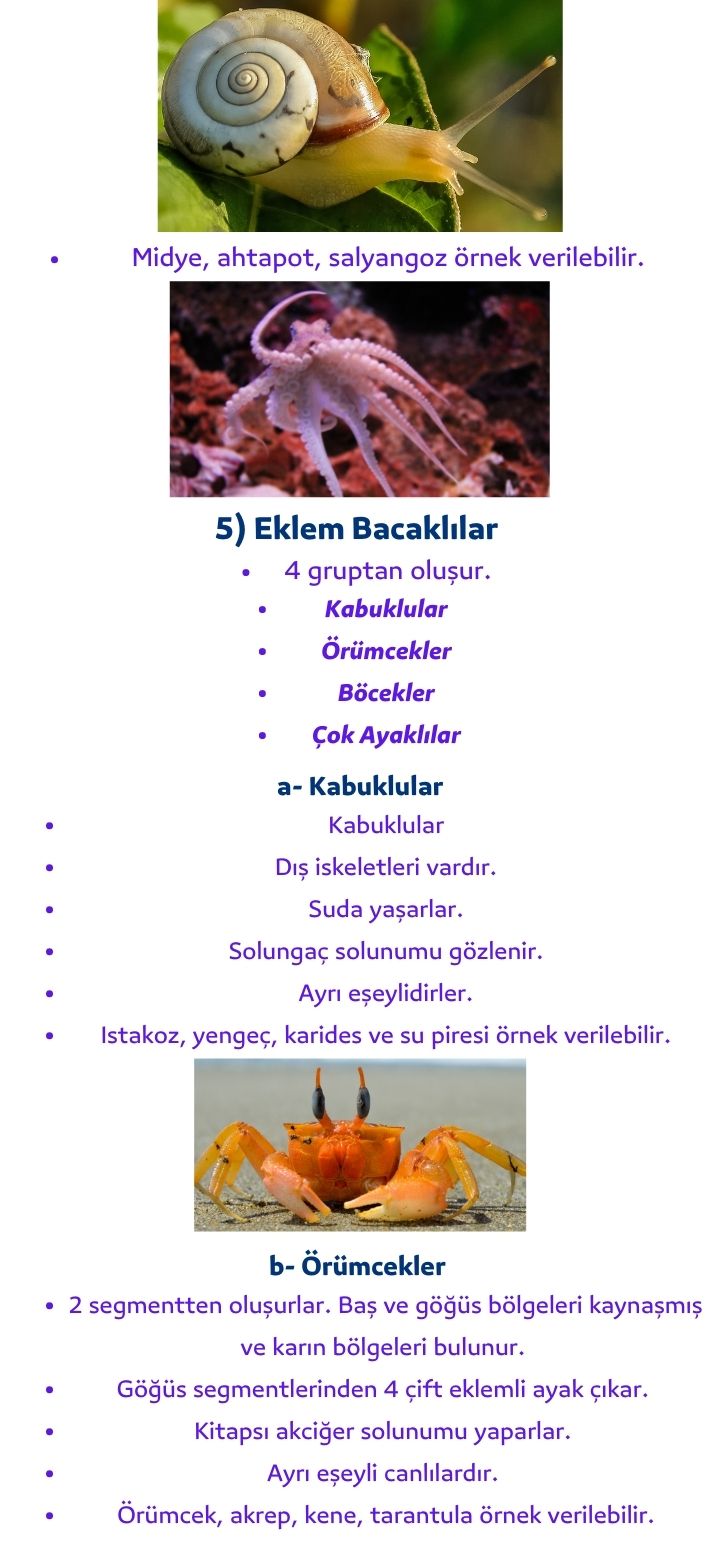 • Midye, ahtapot, salyangoz örnek verilebilir.
5) Eklem Bacaklılar
• 4 gruptan oluşur.
• Kabuklular
• Örümcekler
• Böcekler
• Çok Ayaklılar
a- Kabuklular
• Kabuklular
• Dış iskeletleri vardır.
• Suda yaşarlar.
• Solungaç solunumu gözlenir.
• Ayrı eşeylidirler.
• Istakoz, yengeç, karides ve su piresi örnek verilebilir.
b- Örümcekler
• 2 segmentten oluşurlar. Baş ve göğüs bölgeleri kaynaşmış
ve karın bölgeleri bulunur.
• Göğüs segmentlerinden 4 çift eklemli ayak çıkar.
• Kitapsı akciğer solunumu yaparlar.
• Ayrı eşeyli canlılardır.
• Örümcek, akrep, kene, tarantula örnek verilebilir.